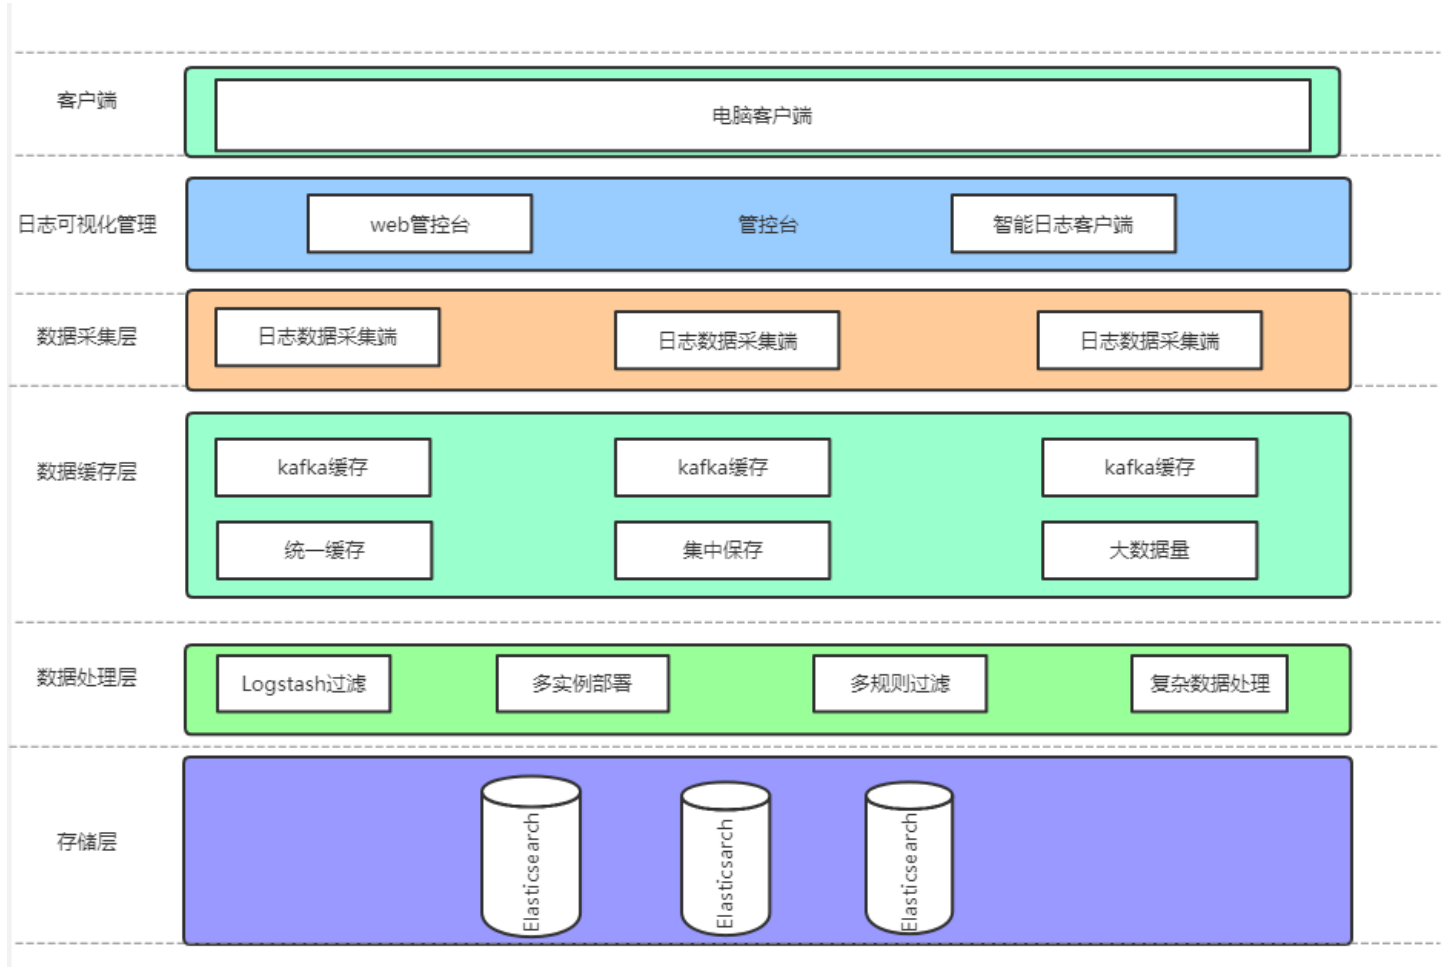 客户端
电脑客户端
日志可视化管理
web管控台
管控台
智能日志客户端
数据采集层
日志数据采集端
日志数据采集端
日志数据采集端
数据缓存层
kafka缓存
kafka缓存
kafka缓存
统一缓存
集中保存
大数据量
数据处理层
Logstash过滤
多实例部署
多规则过滤
复杂数据处理
存储层
Elasticsearch
Elasticsarch
Elasticsearch